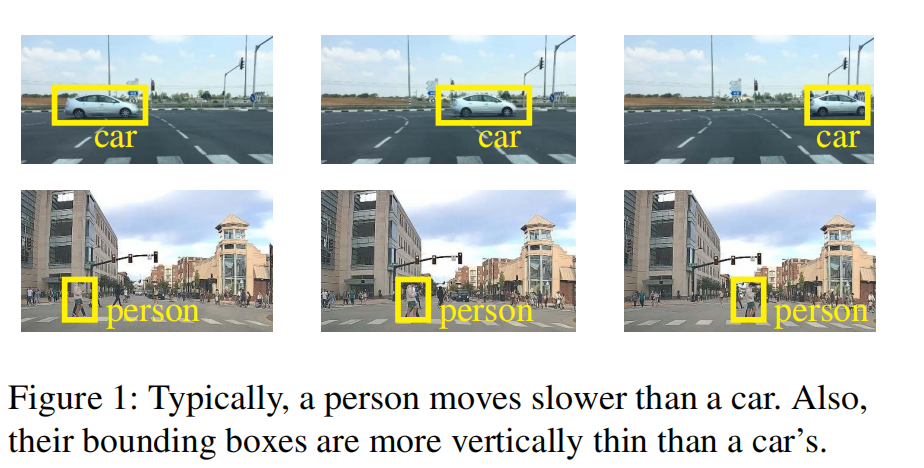 car
car
car
person
person
person
Figure 1: Typically, a person moves slower than a car. Also,
their bounding boxes are more vertically thin than a car's.